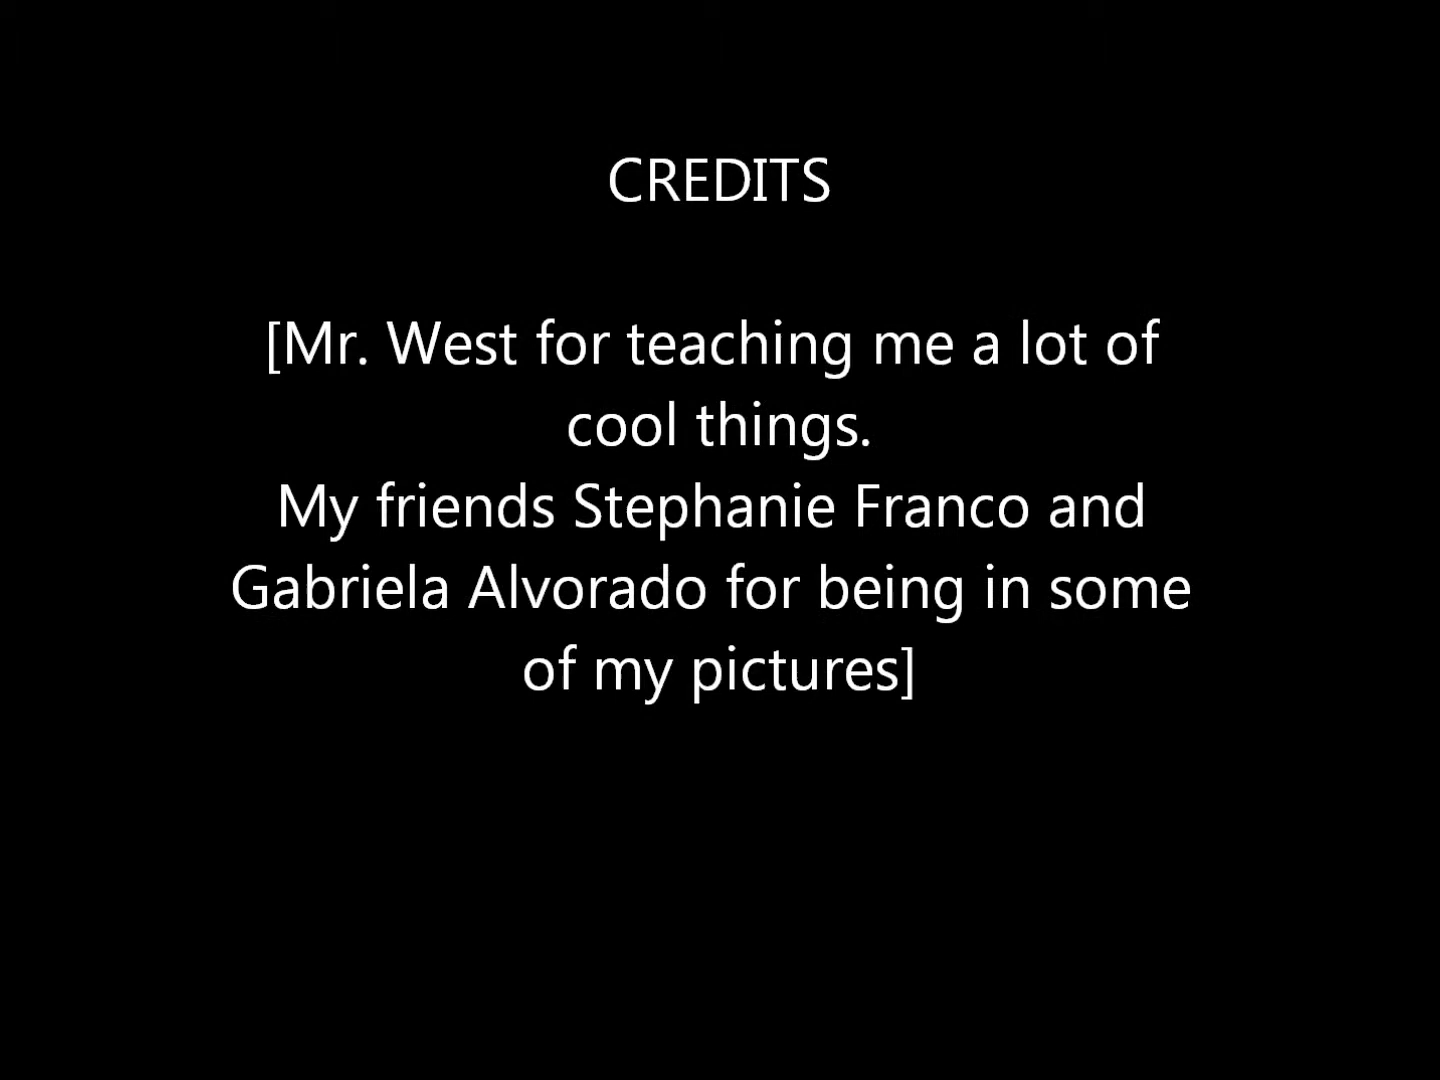 CREDITS
[Mr. West for teaching me a lot of
cool things.
My friends Stephanie Franco and
Gabriela Alvorado for being in some
of my pictures]